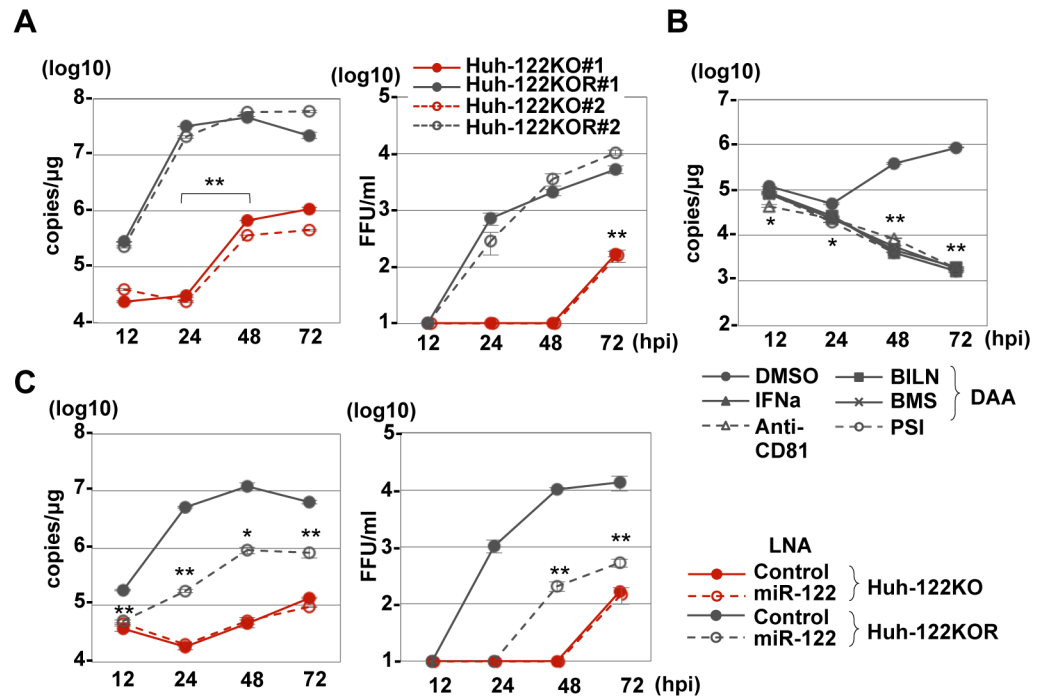 A
(log10)
copies/µg
8
7
6
5
4
**
12 24 48 72
(log10)
FFU/ml
5
4
3
2
1
Huh-122KO#1
Huh-122KOR#1
Huh-122KO#2
Huh-122KOR#2
**
12 24 48 72 (hpi)
B
(log10)
copies/µg
7
6
5
4
3
2
* * ** **
12 24 48 72 (hpi)
DMSO
IFNa
Anti-
CD81
BILN
BMS
PSI
DAA
C
(log10)
copies/µg
8
7
6
5
4
** ** * **
12 24 48 72
(log10)
FFU/ml
5
4
3
2
1
** **
12 24 48 72 (hpi)
LNA
Control
miR-122
Huh-122KO
Control
miR-122
Huh-122KOR